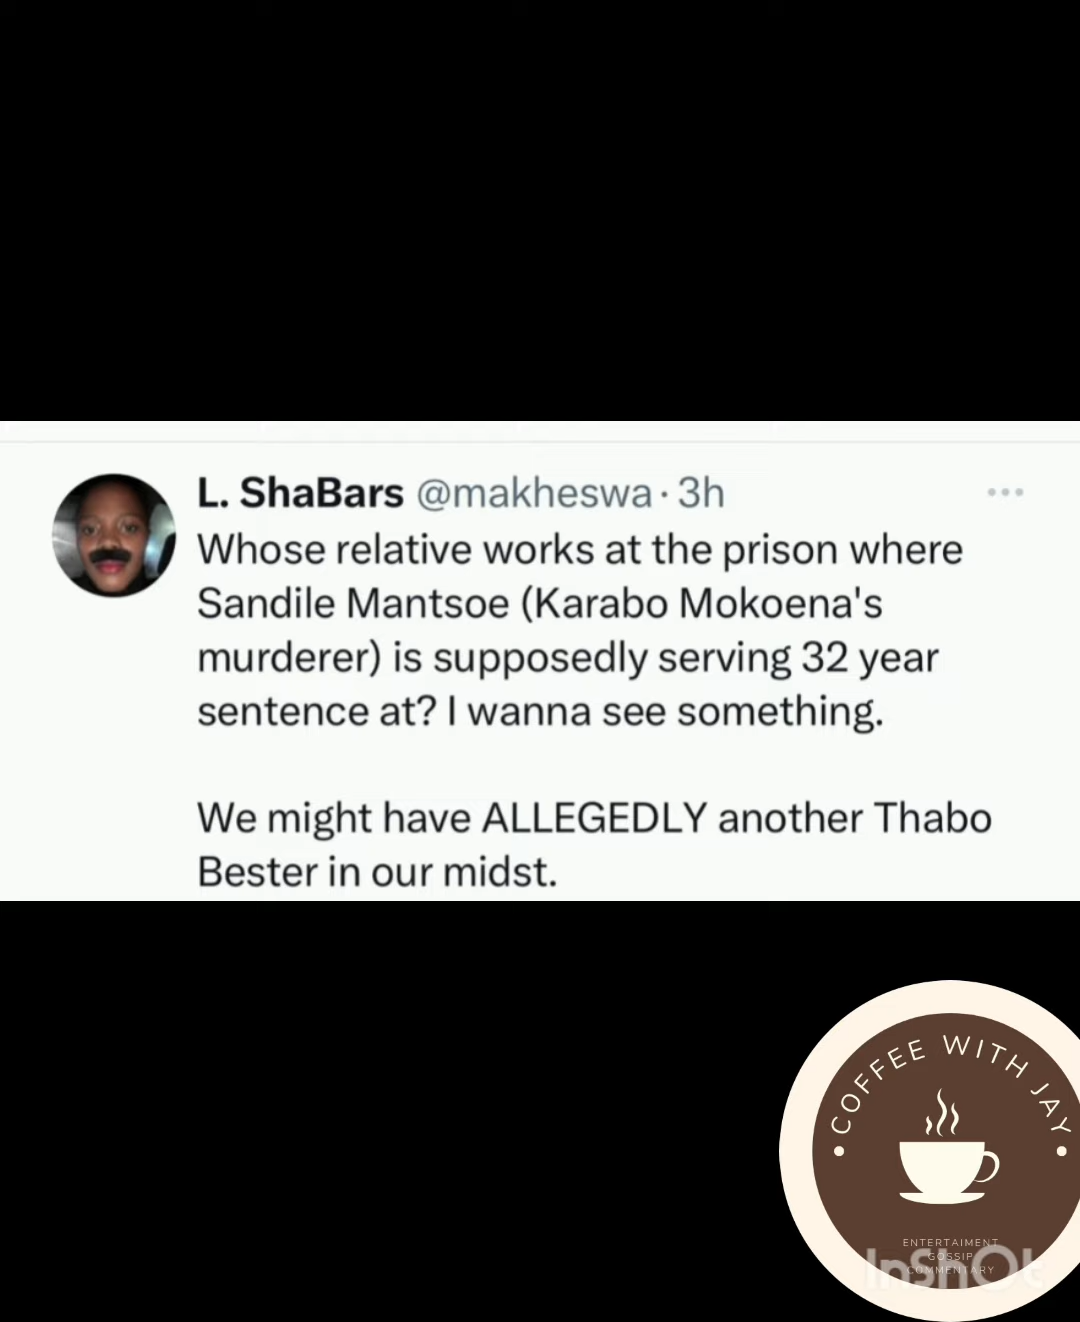 L. ShaBars @makheswa · 3h
Whose relative works at the prison where
Sandile Mantsoe (Karabo Mokoena's
murderer) is supposedly serving 32 year
sentence at? I wanna see something.
We might have ALLEGEDLY another Thabo
Bester in our midst.
COFFEE WITH JAY
ENTERTAIMENT
GOSSIP
COMMENTARY
InShOt